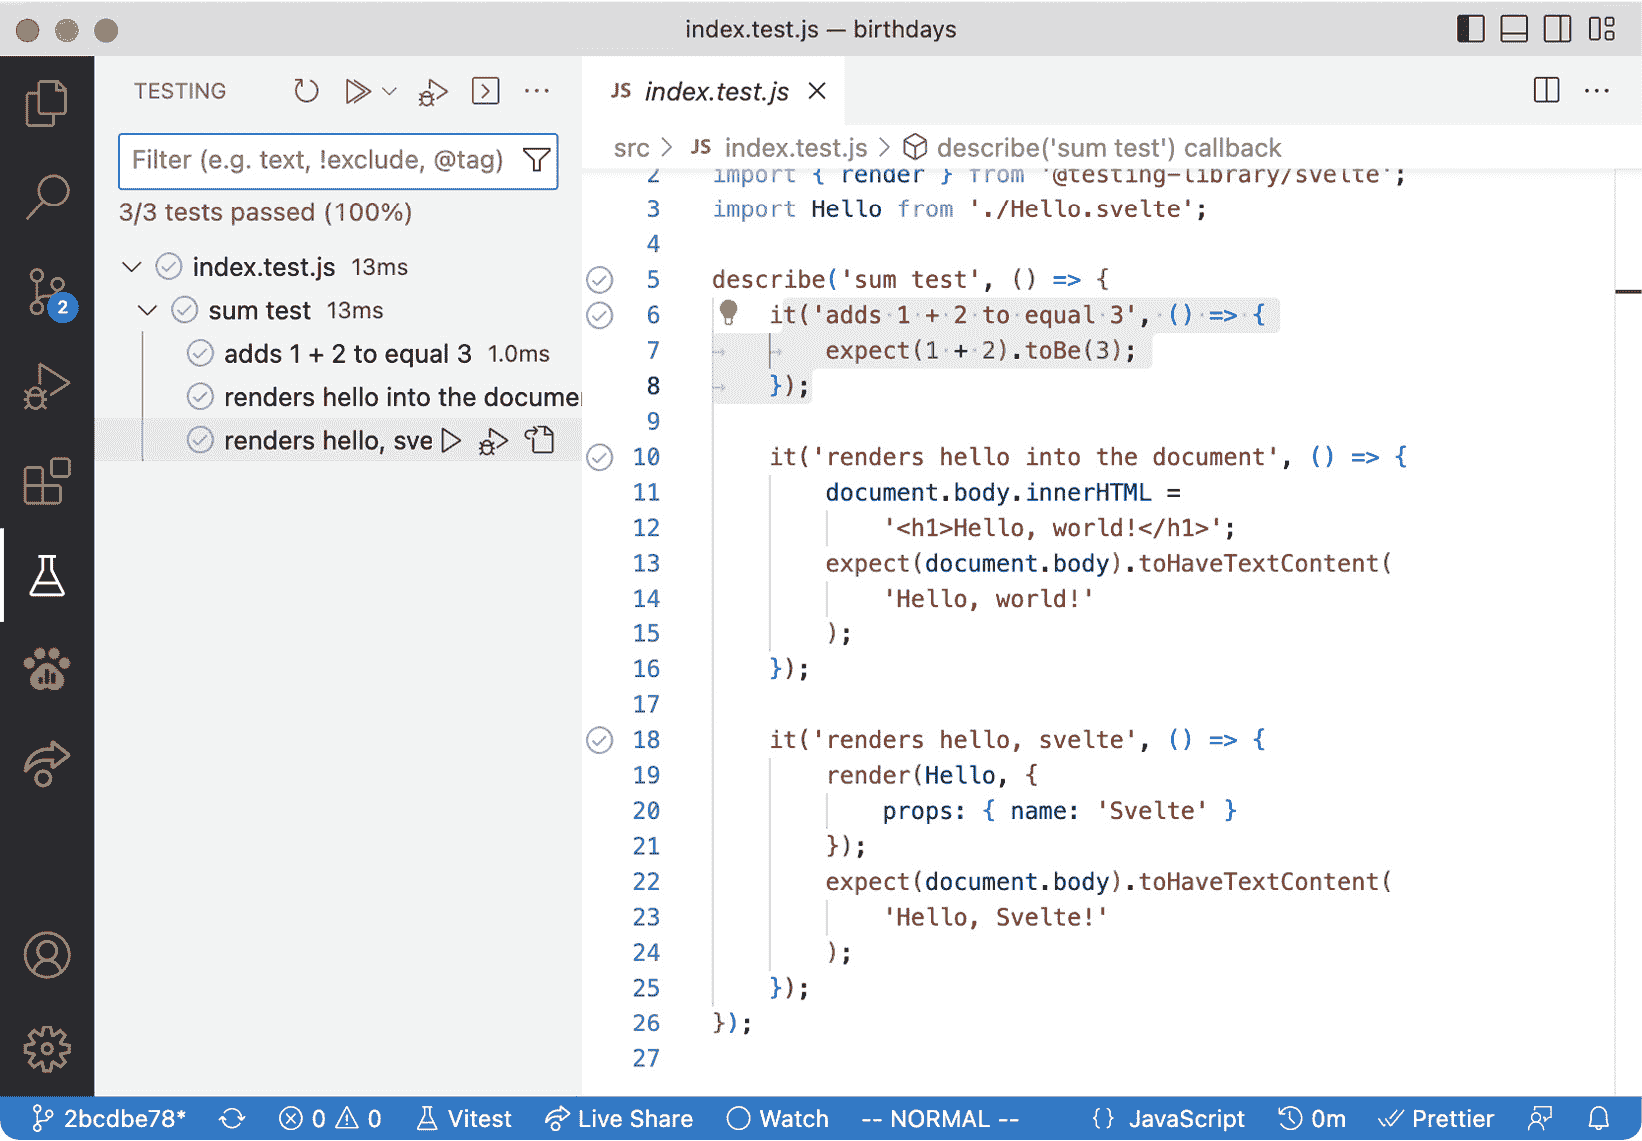 index.test.js — birthdays
TESTING
Filter (e.g. text, !exclude, @tag)
3/3 tests passed (100%)
index.test.js 13ms
sum test 13ms
adds 1 + 2 to equal 3 1.0ms
renders hello into the docume
renders hello, sve
2
JS index.test.js
src > JS index.test.js > describe('sum test') callback
2 import { render } from '@testing-library/svelte';
3 import Hello from './Hello.svelte';
4
5 describe('sum test', () => {
6 it('adds 1 + 2 to equal 3', () => {
7 expect(1 + 2).toBe(3);
8 });
9
10 it('renders hello into the document', () => {
11 document.body.innerHTML =
12 '<h1>Hello, world!</h1>';
13 expect(document.body).toHaveTextContent(
14 'Hello, world!'
15 );
16 });
17
18 it('renders hello, svelte', () => {
19 render(Hello, {
20 props: { name: 'Svelte' }
21 });
22 expect(document.body).toHaveTextContent(
23 'Hello, Svelte!'
24 );
25 });
26 });
27
2bcdbe78* 0 0 Vitest Live Share Watch -- NORMAL -- {} JavaScript 0m Prettier